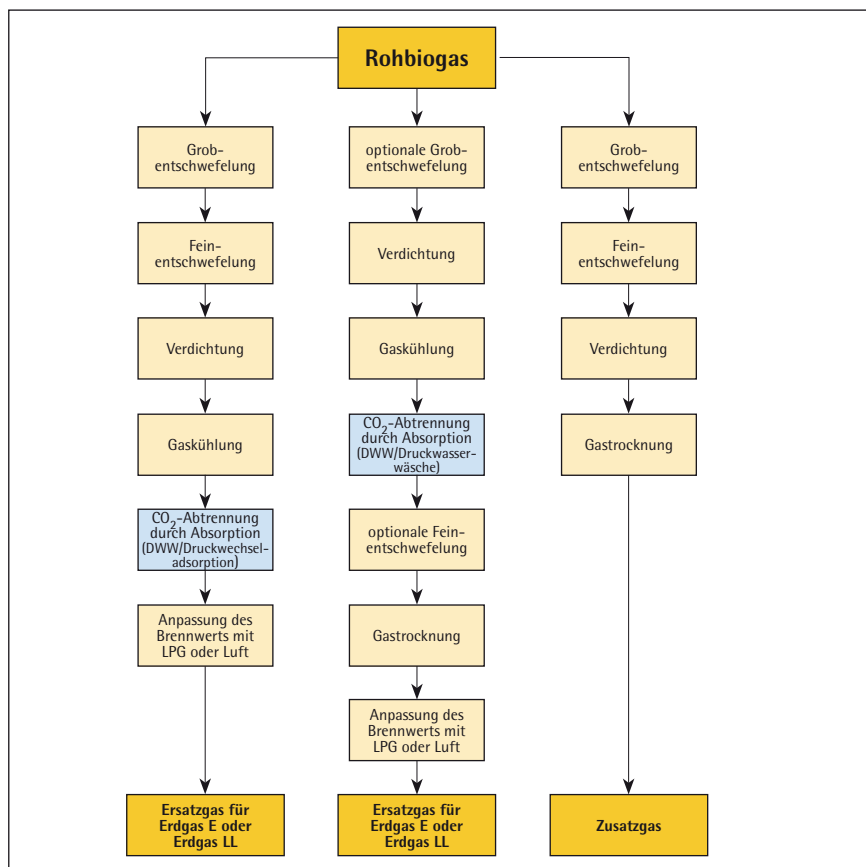 Rohbiogas
Grob-
entschwefelung
Fein-
entschwefelung
Verdichtung
Gaskühlung
CO2-Abtrennung
durch Absorption
(DWW/Druckwechsel-
adsorption)
Anpassung des
Brennwerts mit
LPG oder Luft
Ersatzgas für
Erdgas E oder
Erdgas LL
optionale Grob-
entschwefelung
Verdichtung
Gaskühlung
CO2-Abtrennung
durch Absorption
(DWW/Druckwasser-
wäsche)
optionale Fein-
entschwefelung
Gastrocknung
Anpassung des
Brennwerts mit
LPG oder Luft
Ersatzgas für
Erdgas E oder
Erdgas LL
Grob-
entschwefelung
Fein-
entschwefelung
Verdichtung
Gastrocknung
Zusatzgas